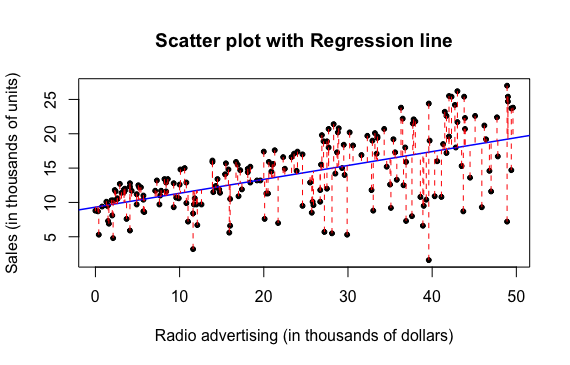 Scatter plot with Regression line
Sales (in thousands of units)
25
20
15
10
5
0 10 20 30 40 50
Radio advertising (in thousands of dollars)